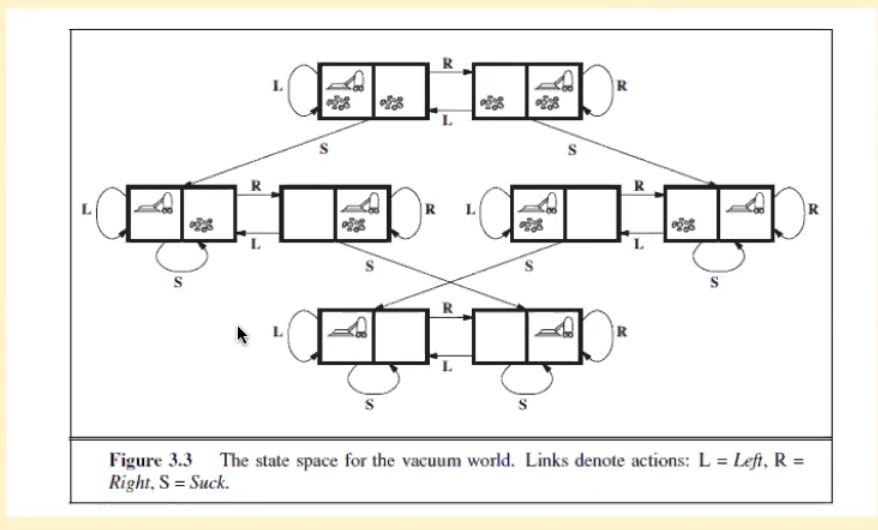 R
L R
L
S S
R R
L R L R
L L
S S S S
R
L R
L
S S
Figure 3.3 The state space for the vacuum world. Links denote actions: L = Left, R =
Right, S = Suck.